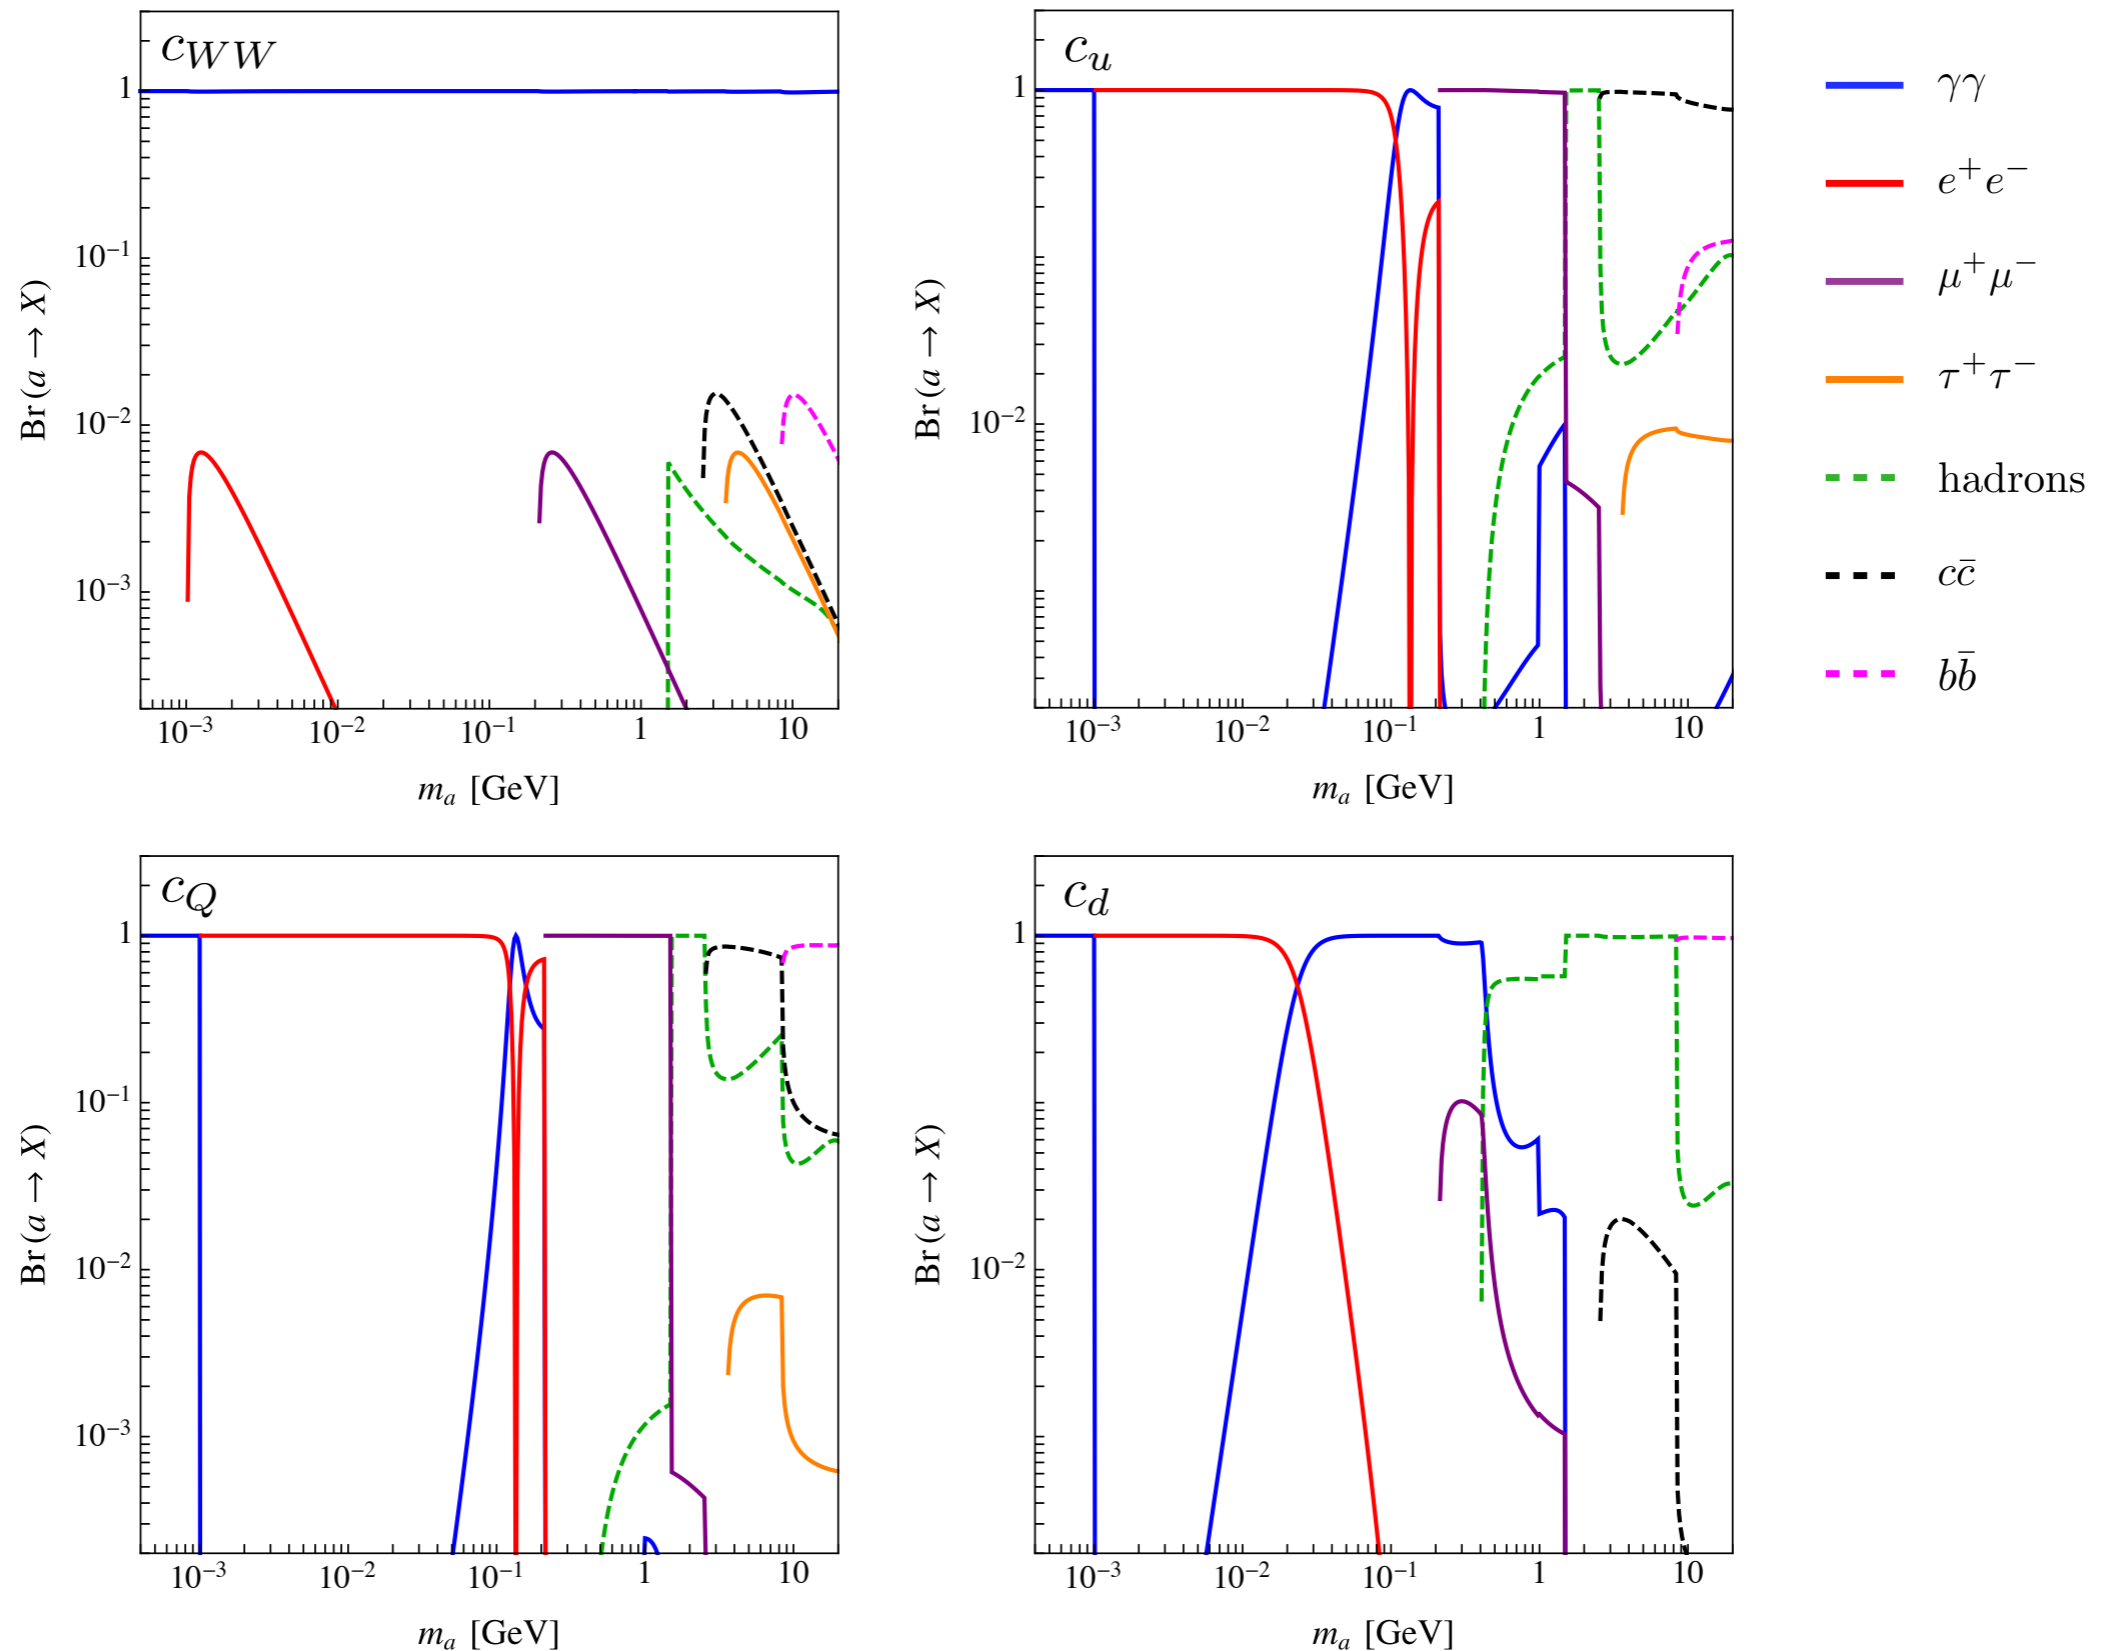 c_{WW}
Br(a → X)
1
10^{-1}
10^{-2}
10^{-3}
10^{-3} 10^{-2} 10^{-1} 1 10
m_a [GeV]
c_u
Br(a → X)
1
10^{-2}
10^{-3} 10^{-2} 10^{-1} 1 10
m_a [GeV]
γγ
e^+e^-
μ^+μ^-
τ^+τ^-
hadrons
cc̄
bb̄
c_Q
Br(a → X)
1
10^{-1}
10^{-2}
10^{-3}
10^{-3} 10^{-2} 10^{-1} 1 10
m_a [GeV]
c_d
Br(a → X)
1
10^{-2}
10^{-3} 10^{-2} 10^{-1} 1 10
m_a [GeV]